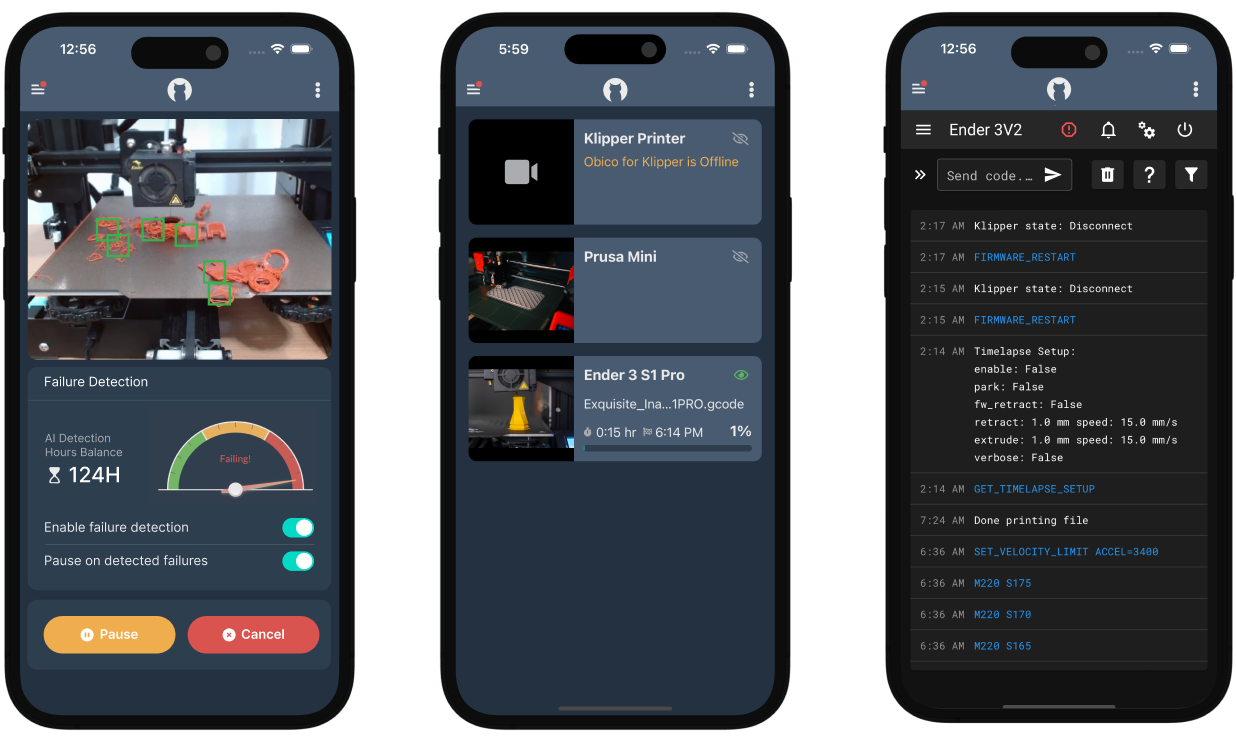 12:56
Failure Detection
AI Detection
Hours Balance
124H
Failing!
Enable failure detection
Pause on detected failures
Pause
Cancel
5:59
Klipper Printer
Obico for Klipper is Offline
Prusa Mini
Ender 3 S1 Pro
Exquisite_Ina...1PRO.gcode
0:15 hr 6:14 PM 1%
12:56
Ender 3V2
Send code.…
?
2:17 AM Klipper state: Disconnect
2:17 AM FIRMWARE_RESTART
2:15 AM Klipper state: Disconnect
2:15 AM FIRMWARE_RESTART
2:14 AM Timelapse Setup:
enable: False
park: False
fw_retract: False
retract: 1.0 mm speed: 15.0 mm/s
extrude: 1.0 mm speed: 15.0 mm/s
verbose: False
2:14 AM GET_TIMELAPSE_SETUP
7:24 AM Done printing file
6:36 AM SET_VELOCITY_LIMIT ACCEL=3400
6:36 AM M220 S175
6:36 AM M220 S170
6:36 AM M220 S165